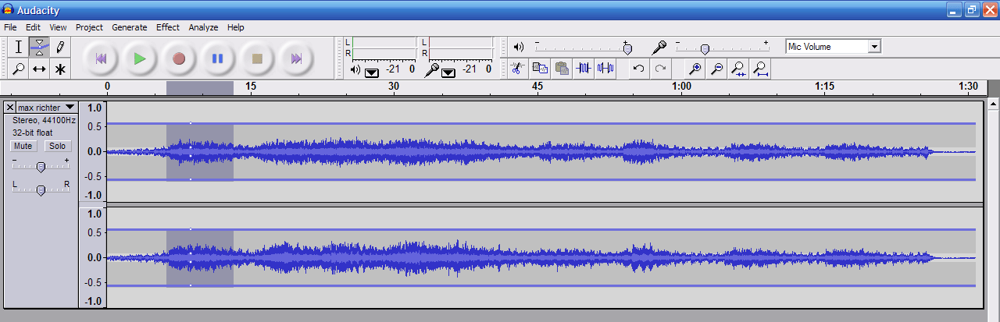 Audacity
File Edit View Project Generate Effect Analyze Help
L
R
-21 0
L
R
-21 0
- +
- +
Mic Volume
0 15 30 45 1:00 1:15 1:30
max richter
Stereo, 44100Hz
32-bit float
Mute Solo
- +
L R
1.0
0.5
0.0
-0.5
-1.0
1.0
0.5
0.0
-0.5
-1.0